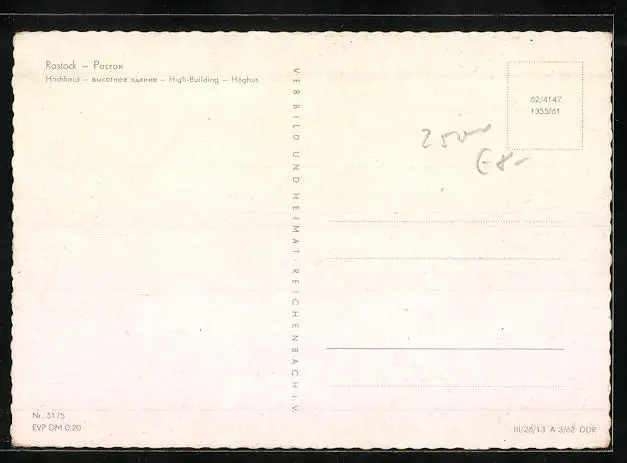 Rostock – Росток
Hochhaus – высотное здание – High-Building – Höghus
VEB BILD UND HEIMAT · REICHENBACH I. V.
62/4147
1355/61
Nr. 5175
EVP DM 0,20
III/26/13 A 3/62 DDR